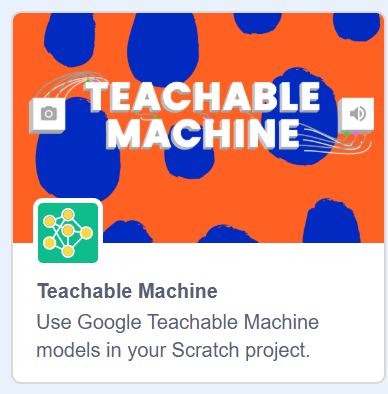 TEACHABLE
MACHINE
Teachable Machine
Use Google Teachable Machine
models in your Scratch project.